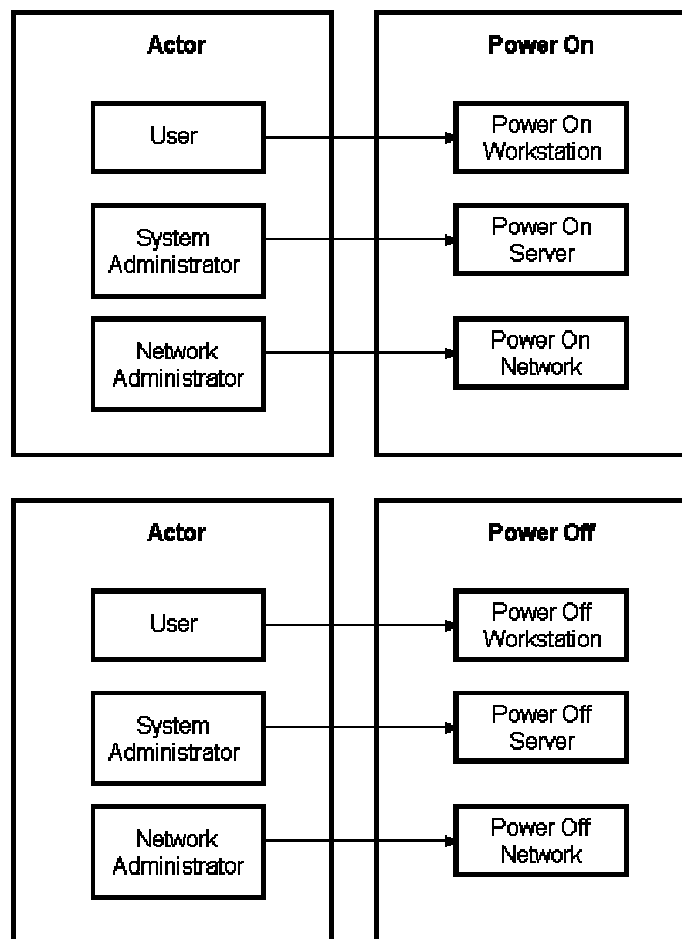 Actor
Power On
User
Power On
Workstation
System
Administrator
Power On
Server
Network
Administrator
Power On
Network
Actor
Power Off
User
Power Off
Workstation
System
Administrator
Power Off
Server
Network
Administrator
Power Off
Network